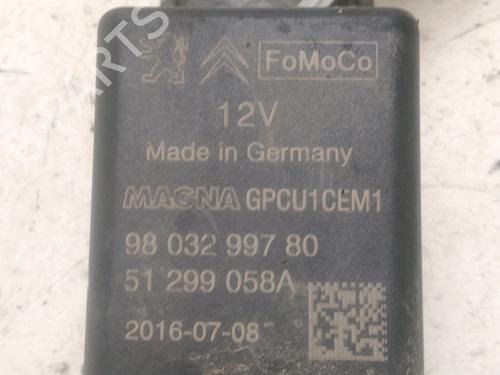 FoMoCo
12V
Made in Germany
MAGNA GPCU1CEM1
98 032 997 80
51 299 058A
2016-07-08